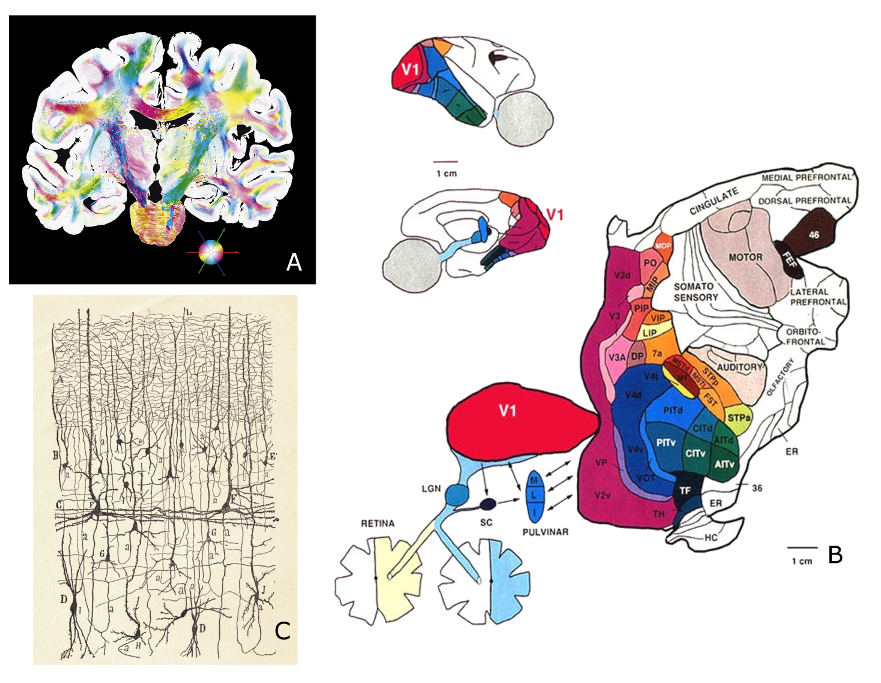 A
V1
1 cm
V1
CINGULATE
MEDIAL PREFRONTAL
DORSAL PREFRONTAL
46
FEF
MOTOR
LATERAL
PREFRONTAL
ORBITO-
FRONTAL
OLFACTORY
SOMATO
SENSORY
AUDITORY
MDP
PO
MIP
V2d
PIP
V3
VIP
LIP
V3A
DP
7a
MSTd
MSTl
STPp
MT
FST
STPa
V4t
V4d
PITd
CITd
AITd
PITv
CITv
AITv
V4v
VOT
VP
V2v
TF
TH
ER
36
ER
HC
V1
LGN
SC
M
L
I
PULVINAR
RETINA
1 cm
B
L
A
B
a
e
E
a
a
C
F
F
a
G
a
a
a
G
a
a
a
D
I
a
J
a
D
H
a
C